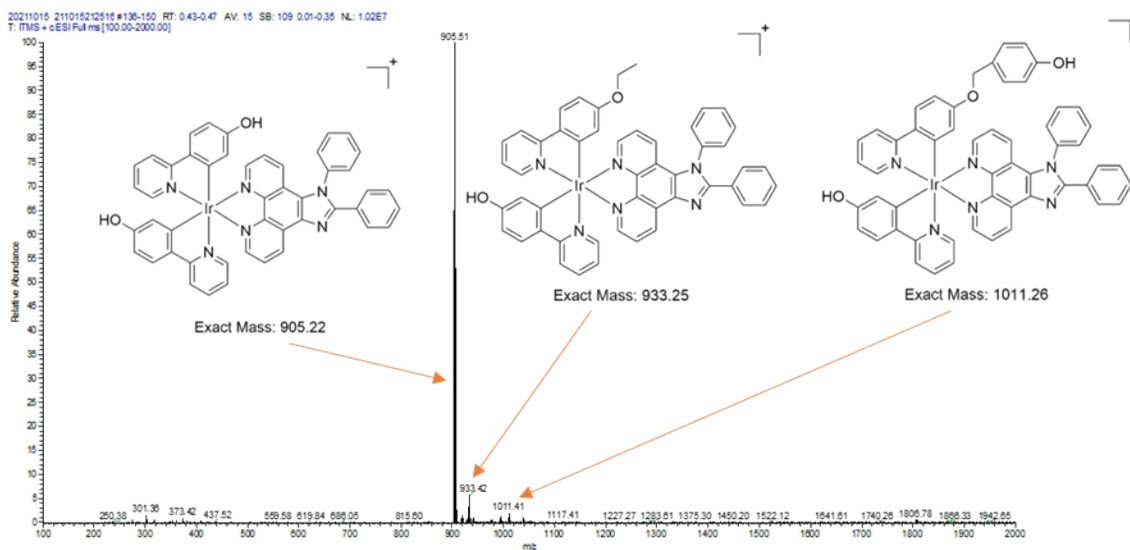 20211015_211015212516 #136-150 RT: 0.43-0.47 AV: 15 SB: 109 0.01-0.35 NL: 1.02E7
T: ITMS + c ESI Full ms [100.00-2000.00]
905.51
100
95
90
85
80
75
70
65
60
55
50
45
40
35
30
25
20
15
10
5
0
Relative Abundance
OH
N
N
Ir
N
N
HO
N
N
+
Exact Mass: 905.22
O
N
N
Ir
N
N
HO
N
N
+
Exact Mass: 933.25
OH
O
N
N
Ir
N
N
HO
N
N
Exact Mass: 1011.26
250.38
301.36
373.42
437.52
559.58
619.84
686.05
815.60
933.42
1011.41
1117.41
1227.27
1283.61
1375.30
1450.20
1522.12
1641.61
1740.26
1806.78
1866.33
1942.65
100
200
300
400
500
600
700
800
900
1000
1100
1200
1300
1400
1500
1600
1700
1800
1900
2000
m/z